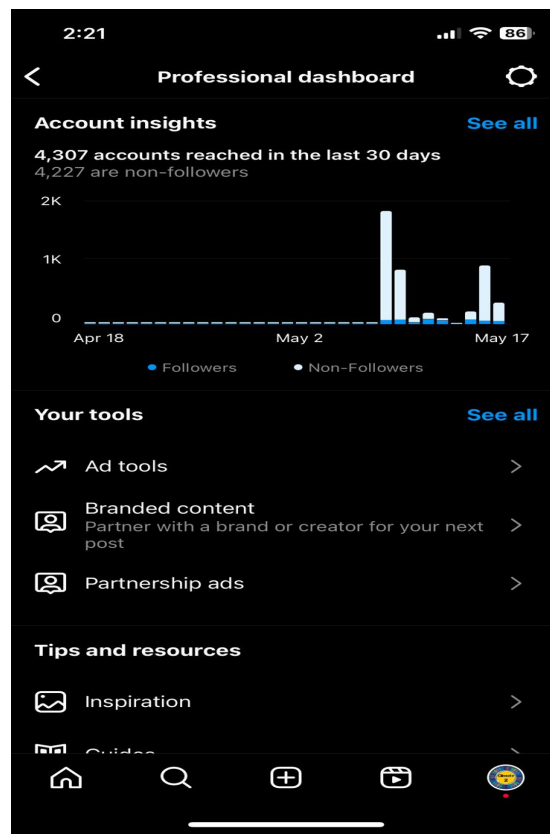 2:21
86
Professional dashboard
Account insights
See all
4,307 accounts reached in the last 30 days
4,227 are non-followers
2K
1K
0
Apr 18
May 2
May 17
Followers
Non-Followers
Your tools
See all
Ad tools
Branded content
Partner with a brand or creator for your next
post
Partnership ads
Tips and resources
Inspiration
Guides